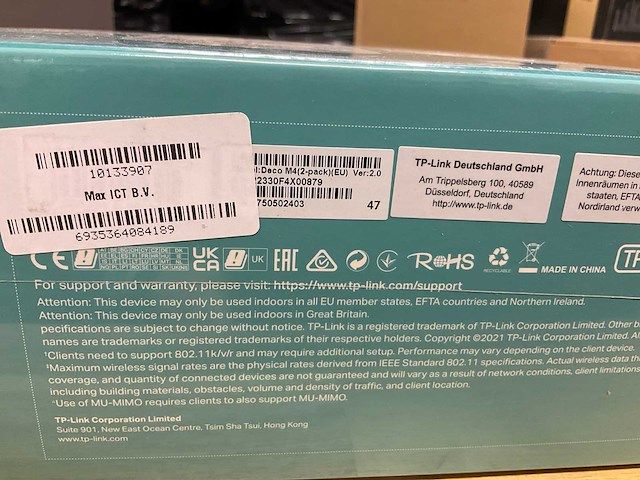 10133907
Max ICT B.V.
6935364084189
Deco M4(2-pack)(EU) Ver:2.0
2330F4X00879
750502403
47
TP-Link Deutschland GmbH
Am Trippelsberg 100, 40589
Düsseldorf, Deutschland
http://www.tp-link.de
Achtung: Diese
Innenräumen in
staaten, EFTA
Nordirland verw
CE
UK
CA
UK
EAC
RoHS
RECYCLABLE
MADE IN CHINA
TP
For support and warranty, please visit: https://www.tp-link.com/support
Attention: This device may only be used indoors in all EU member states, EFTA countries and Northern Ireland.
Attention: This device may only be used indoors in Great Britain.
pecifications are subject to change without notice. TP-Link is a registered trademark of TP-Link Corporation Limited. Other b
names are trademarks or registered trademarks of their respective holders. Copyright ©2021 TP-Link Corporation Limited. Al
¹Clients need to support 802.11k/v/r and may require additional setup. Performance may vary depending on the client device.
²Maximum wireless signal rates are the physical rates derived from IEEE Standard 802.11 specifications. Actual wireless data th
coverage, and quantity of connected devices are not guaranteed and will vary as a result of network conditions, client limitations
including building materials, obstacles, volume and density of traffic, and client location.
³Use of MU-MIMO requires clients to also support MU-MIMO.
TP-Link Corporation Limited
Suite 901, New East Ocean Centre, Tsim Sha Tsui, Hong Kong
www.tp-link.com